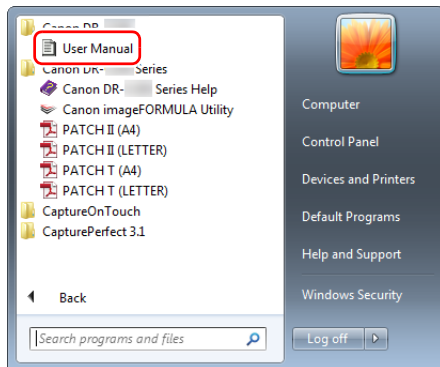 Canon DR-
User Manual
Canon DR- Series
Canon DR- Series Help
Canon imageFORMULA Utility
PATCH II (A4)
PATCH II (LETTER)
PATCH T (A4)
PATCH T (LETTER)
CaptureOnTouch
CapturePerfect 3.1
Back
Search programs and files
Computer
Control Panel
Devices and Printers
Default Programs
Help and Support
Windows Security
Log off